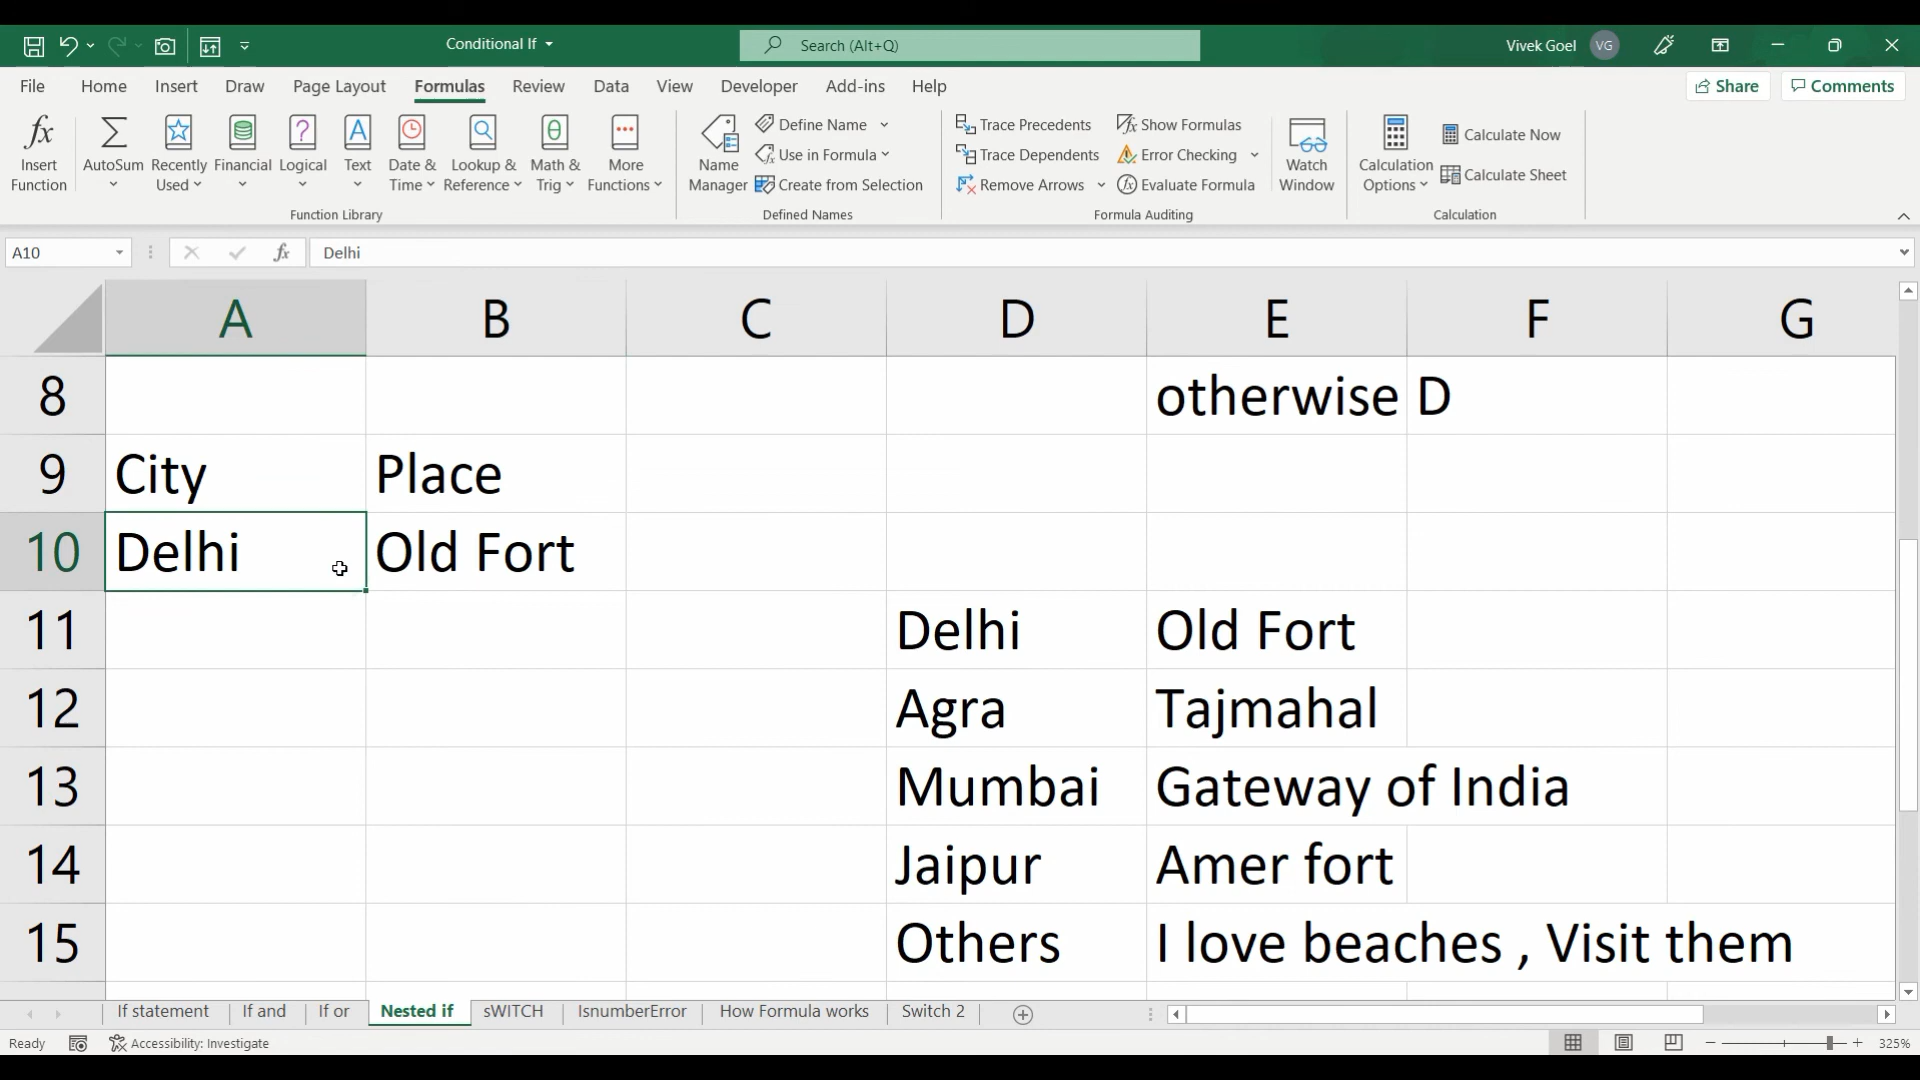 Conditional If
Search (Alt+Q)
Vivek Goel VG
File Home Insert Draw Page Layout Formulas Review Data View Developer Add-ins Help
Share Comments
Insert Function
AutoSum
Recently Used
Financial
Logical
Text
Date & Time
Lookup & Reference
Math & Trig
More Functions
Function Library
Name Manager
Define Name
Use in Formula
Create from Selection
Defined Names
Trace Precedents
Trace Dependents
Remove Arrows
Show Formulas
Error Checking
Evaluate Formula
Formula Auditing
Watch Window
Calculation Options
Calculate Now
Calculate Sheet
Calculation
A10 fx Delhi
A B C D E F G
8 otherwise D
9 City Place
10 Delhi Old Fort
11 Delhi Old Fort
12 Agra Tajmahal
13 Mumbai Gateway of India
14 Jaipur Amer fort
15 Others I love beaches , Visit them
If statement If and If or Nested if sWITCH IsnumberError How Formula works Switch 2
Ready Accessibility: Investigate 325%